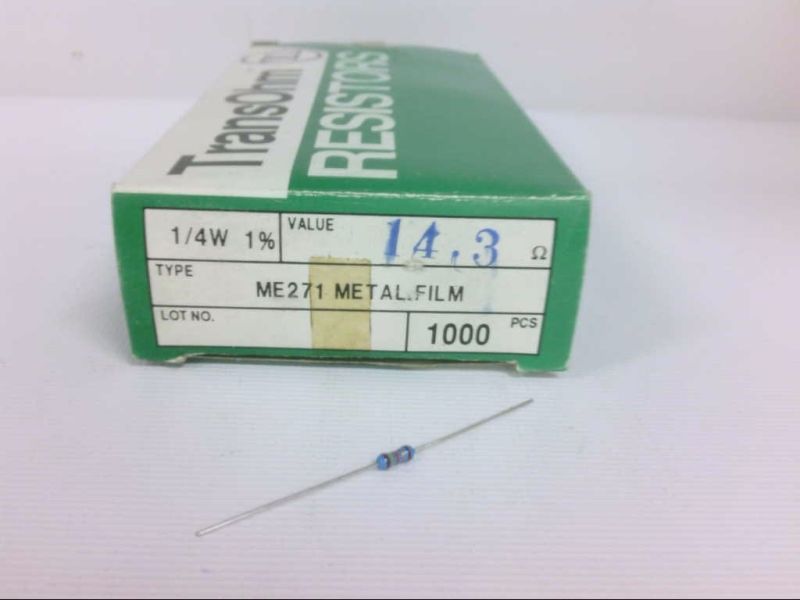 TransOhm
RESISTORS
1/4W 1%
VALUE
14.3 Ω
TYPE
ME271 METAL.FILM
LOT NO.
1000 PCS